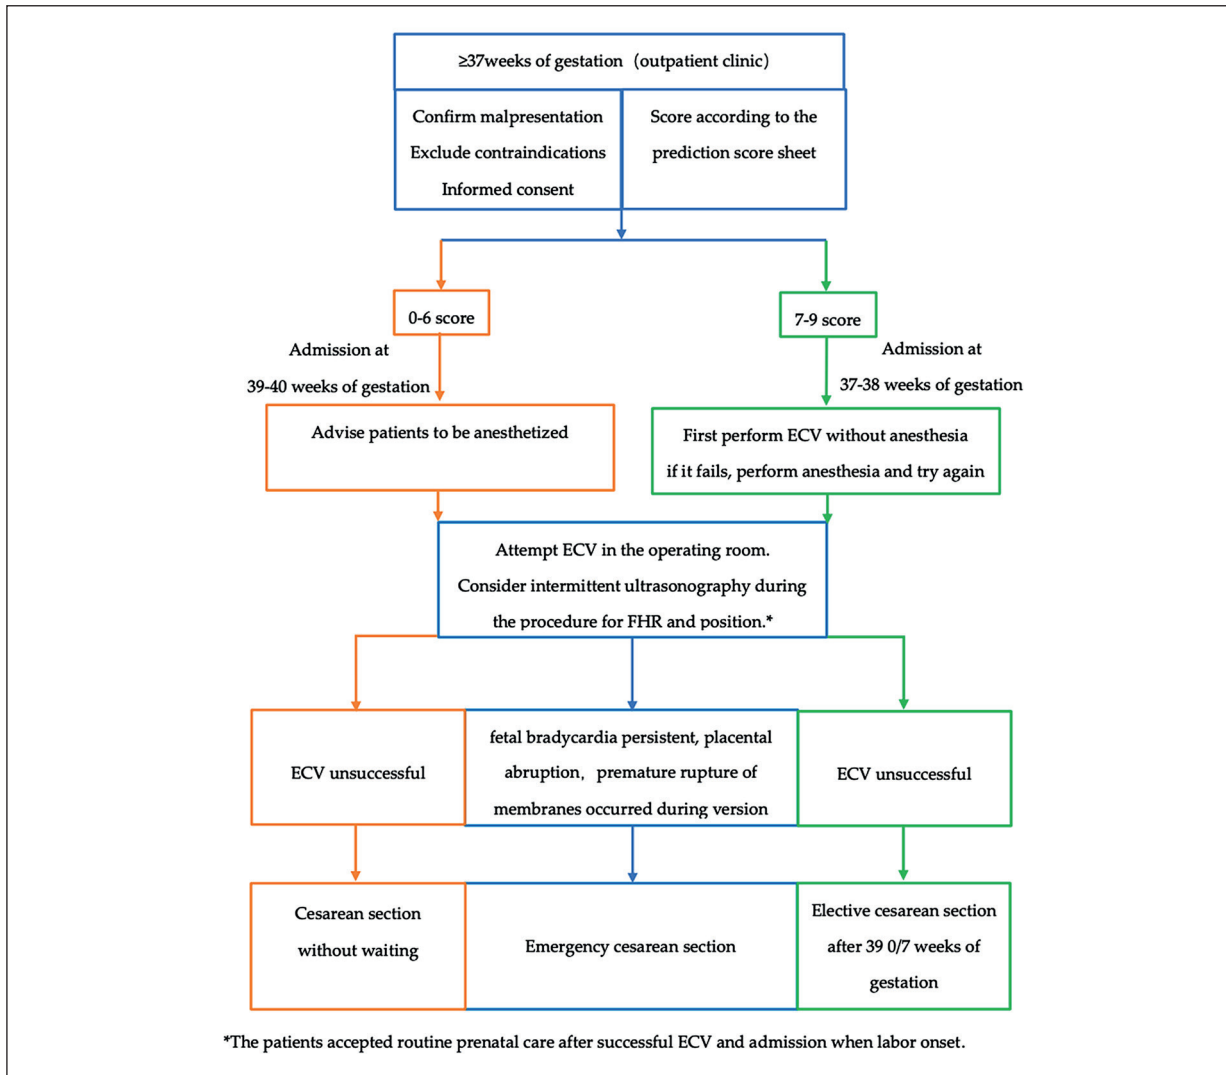 ≥37weeks of gestation（outpatient clinic）
Confirm malpresentation
Exclude contraindications
Informed consent
Score according to the
prediction score sheet
0-6 score
7-9 score
Admission at
39-40 weeks of gestation
Admission at
37-38 weeks of gestation
Advise patients to be anesthetized
First perform ECV without anesthesia
if it fails, perform anesthesia and try again
Attempt ECV in the operating room.
Consider intermittent ultrasonography during
the procedure for FHR and position.*
ECV unsuccessful
fetal bradycardia persistent, placental
abruption，premature rupture of
membranes occurred during version
ECV unsuccessful
Cesarean section
without waiting
Emergency cesarean section
Elective cesarean section
after 39 0/7 weeks of
gestation
*The patients accepted routine prenatal care after successful ECV and admission when labor onset.